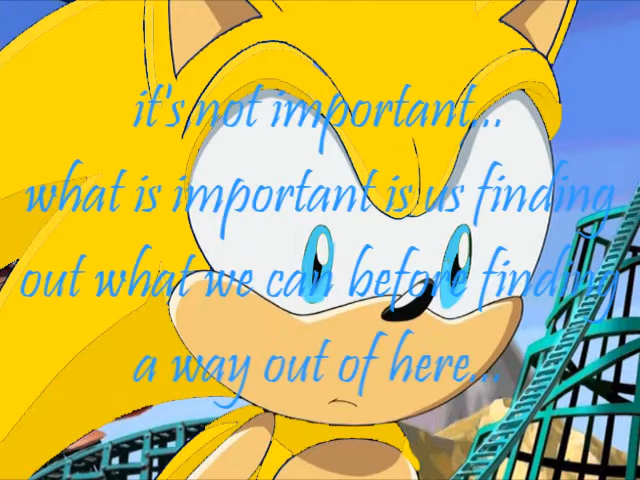 it's not important...
what is important is us finding
out what we can before finding
a way out of here...